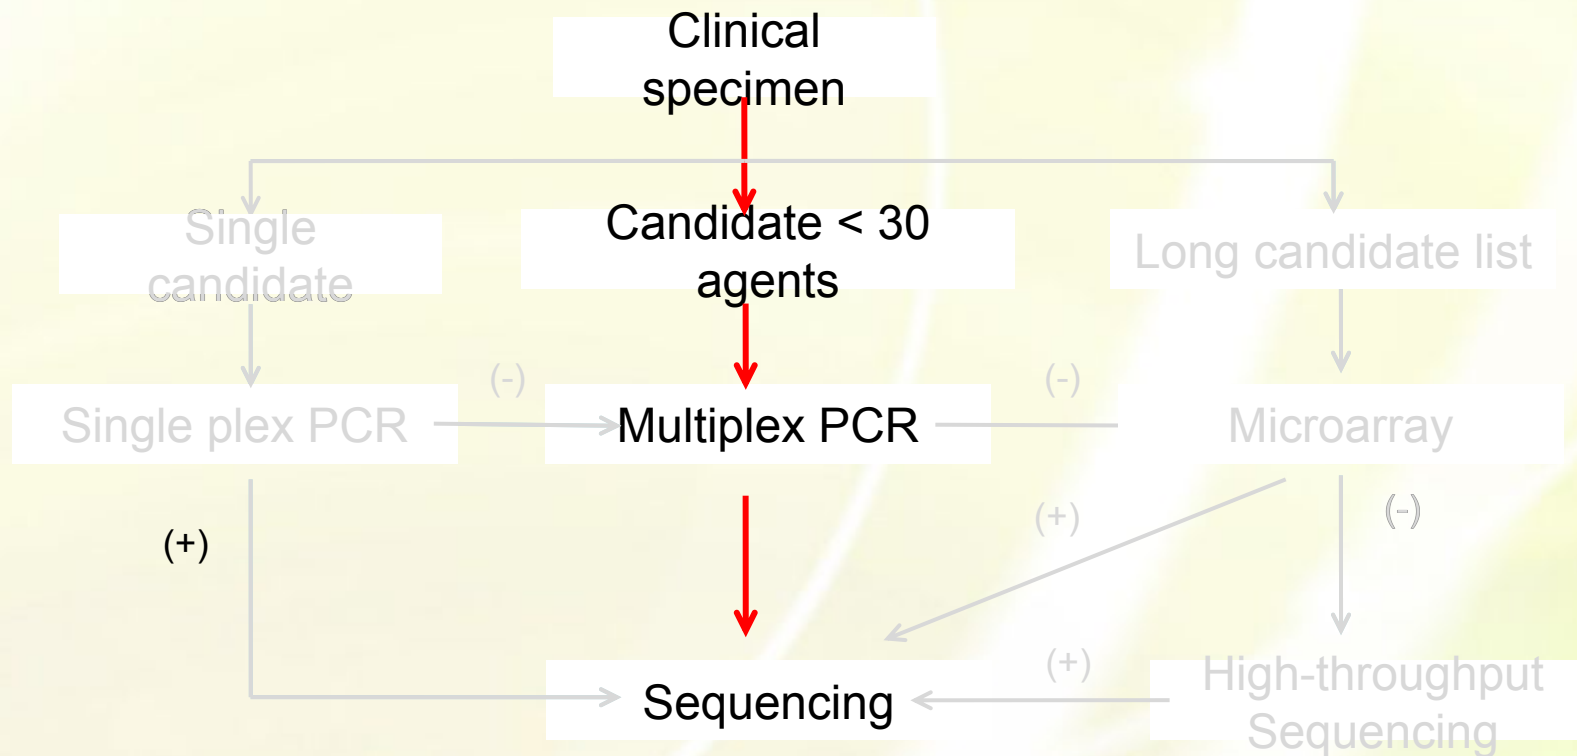 Clinical
specimen
Single
candidate
Candidate < 30
agents
Long candidate list
(-)
(-)
Single plex PCR
Multiplex PCR
Microarray
(+)
(+)
(-)
(+)
Sequencing
High-throughput
Sequencing